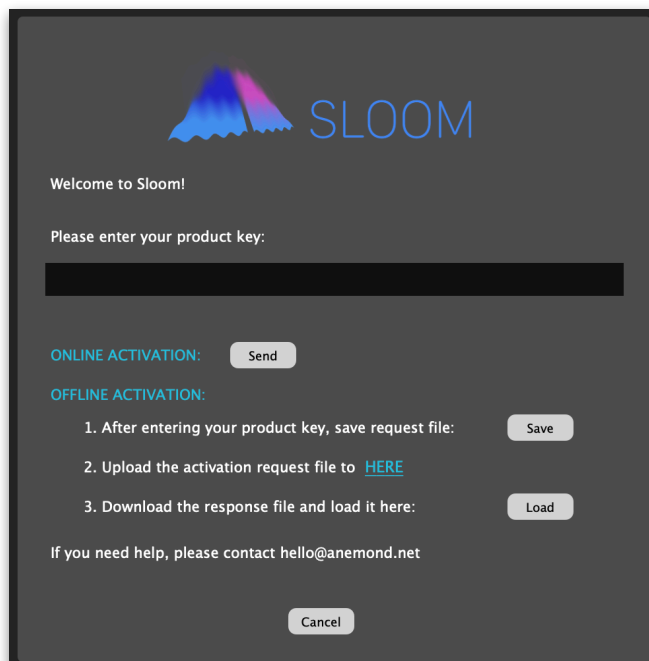 SLOOM
Welcome to Sloom!
Please enter your product key:
ONLINE ACTIVATION: Send
OFFLINE ACTIVATION:
1. After entering your product key, save request file: Save
2. Upload the activation request file to HERE
3. Download the response file and load it here: Load
If you need help, please contact hello@anemond.net
Cancel